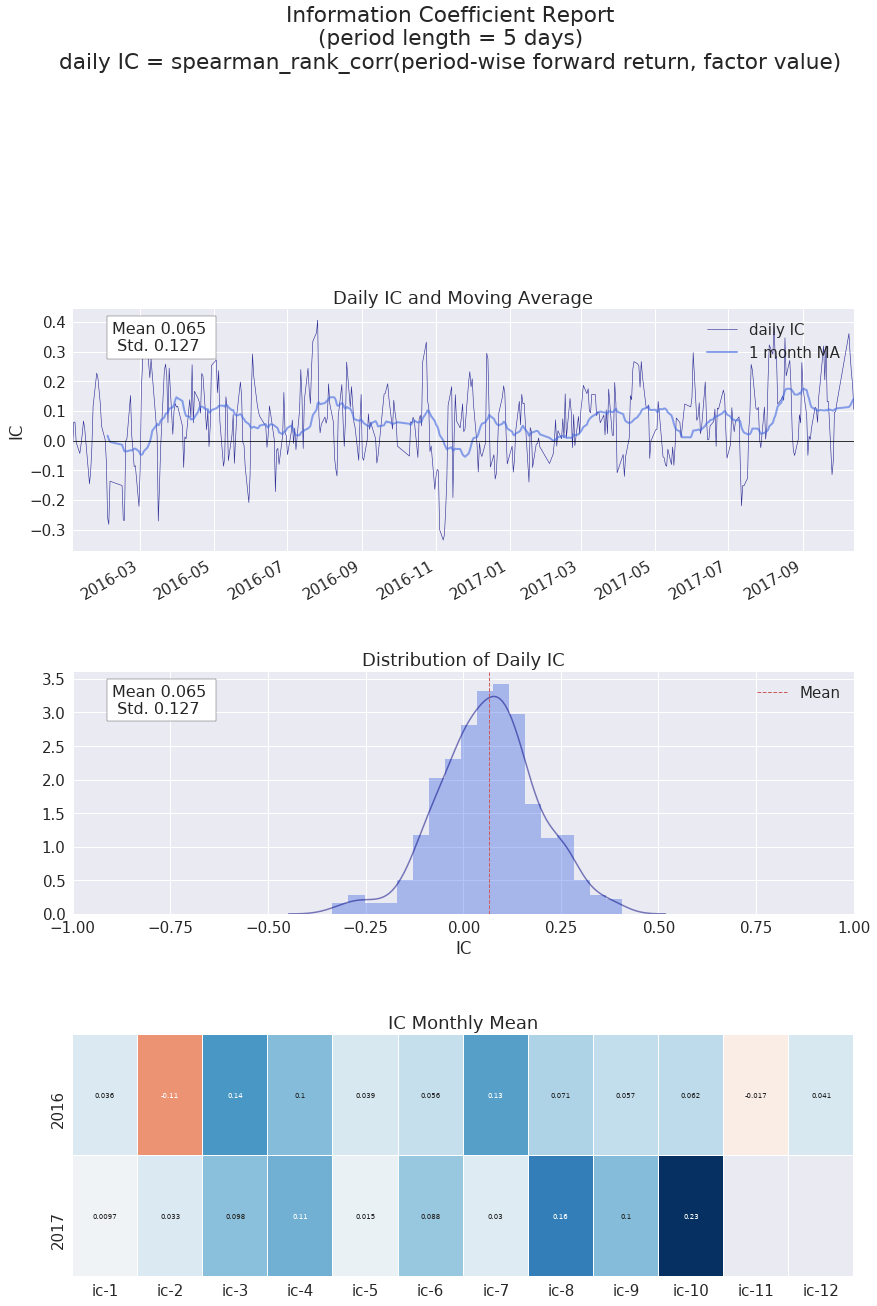 Information Coefficient Report
(period length = 5 days)
daily IC = spearman_rank_corr(period-wise forward return, factor value)
Daily IC and Moving Average
Mean 0.065
Std. 0.127
daily IC
1 month MA
0.4
0.3
0.2
0.1
0.0
−0.1
−0.2
−0.3
IC
2016-03 2016-05 2016-07 2016-09 2016-11 2017-01 2017-03 2017-05 2017-07 2017-09
Distribution of Daily IC
Mean 0.065
Std. 0.127
Mean
3.5
3.0
2.5
2.0
1.5
1.0
0.5
0.0
−1.00 −0.75 −0.50 −0.25 0.00 0.25 0.50 0.75 1.00
IC
IC Monthly Mean
2016
0.036 -0.11 0.14 0.1 0.039 0.056 0.13 0.071 0.057 0.062 -0.017 0.041
2017
0.0097 0.033 0.098 0.11 0.015 0.088 0.03 0.16 0.1 0.23
ic-1 ic-2 ic-3 ic-4 ic-5 ic-6 ic-7 ic-8 ic-9 ic-10 ic-11 ic-12